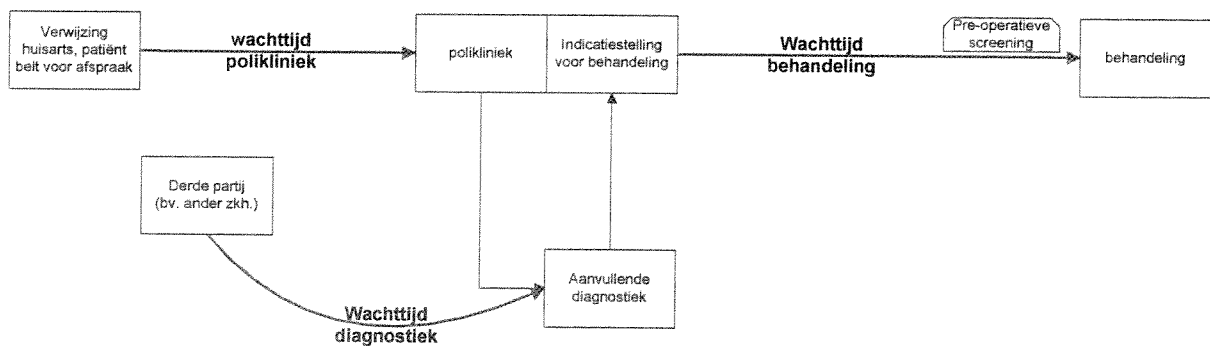 Verwijzing
huisarts, patiënt
belt voor afspraak
wachttijd
polikliniek
polikliniek
Indicatiestelling
voor behandeling
Wachttijd
behandeling
Pre-operatieve
screening
behandeling
Derde partij
(bv. ander zkh.)
Wachttijd
diagnostiek
Aanvullende
diagnostiek